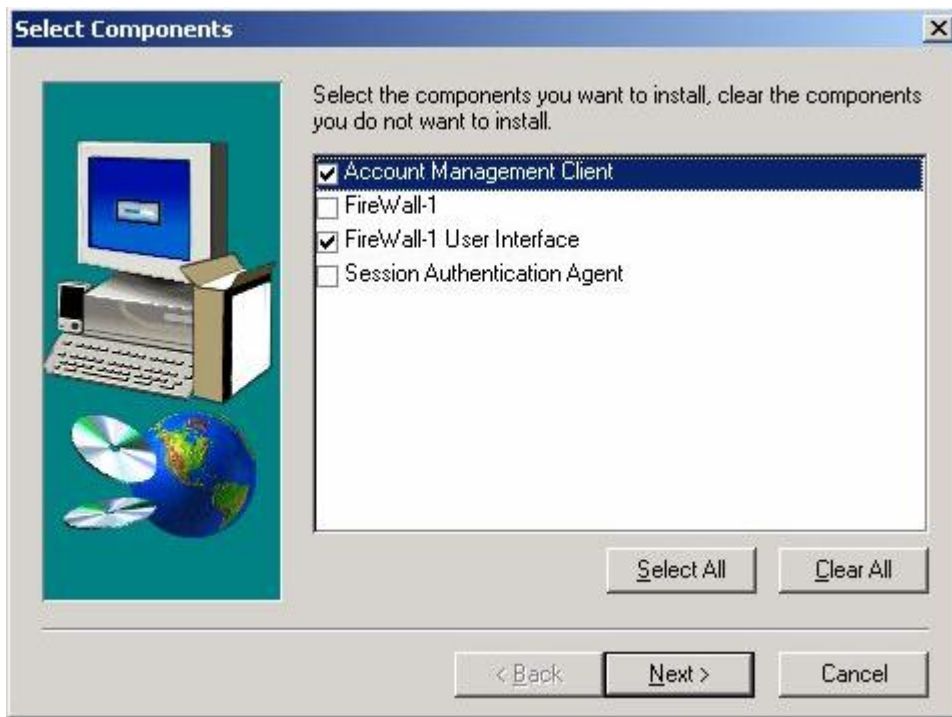 Select Components
Select the components you want to install, clear the components
you do not want to install.
Account Management Client
FireWall-1
FireWall-1 User Interface
Session Authentication Agent
Select All
Clear All
< Back
Next >
Cancel